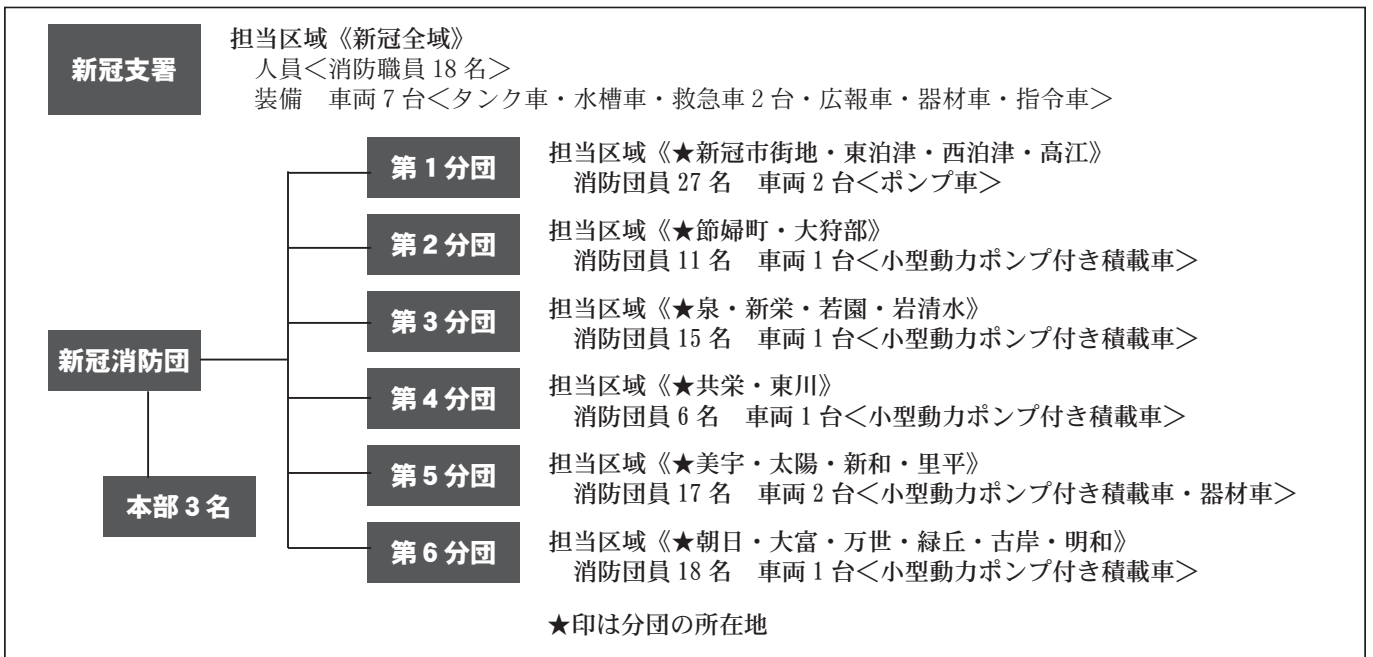 新冠支署
担当区域《新冠全域》
人員＜消防職員 18 名＞
装備　車両 7 台＜タンク車・水槽車・救急車 2 台・広報車・器材車・指令車＞
第 1 分団
担当区域《★新冠市街地・東泊津・西泊津・高江》
消防団員 27 名　車両 2 台＜ポンプ車＞
第 2 分団
担当区域《★節婦町・大狩部》
消防団員 11 名　車両 1 台＜小型動力ポンプ付き積載車＞
第 3 分団
担当区域《★泉・新栄・若園・岩清水》
消防団員 15 名　車両 1 台＜小型動力ポンプ付き積載車＞
新冠消防団
第 4 分団
担当区域《★共栄・東川》
消防団員 6 名　車両 1 台＜小型動力ポンプ付き積載車＞
第 5 分団
担当区域《★美宇・太陽・新和・里平》
消防団員 17 名　車両 2 台＜小型動力ポンプ付き積載車・器材車＞
本部 3 名
第 6 分団
担当区域《★朝日・大富・万世・緑丘・古岸・明和》
消防団員 18 名　車両 1 台＜小型動力ポンプ付き積載車＞
★印は分団の所在地